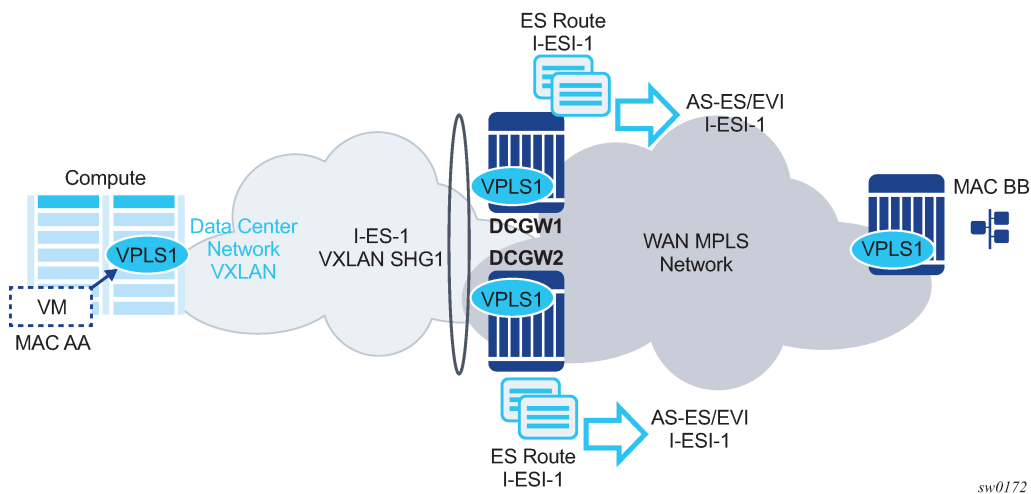 ES Route
I-ESI-1
AS-ES/EVI
I-ESI-1
Compute
VPLS1
MAC BB
Data Center
Network
VXLAN
VPLS1
I-ES-1
VXLAN SHG1
DCGW1
DCGW2
WAN MPLS
Network
VPLS1
VPLS1
VM
MAC AA
AS-ES/EVI
I-ESI-1
ES Route
I-ESI-1
sw0172